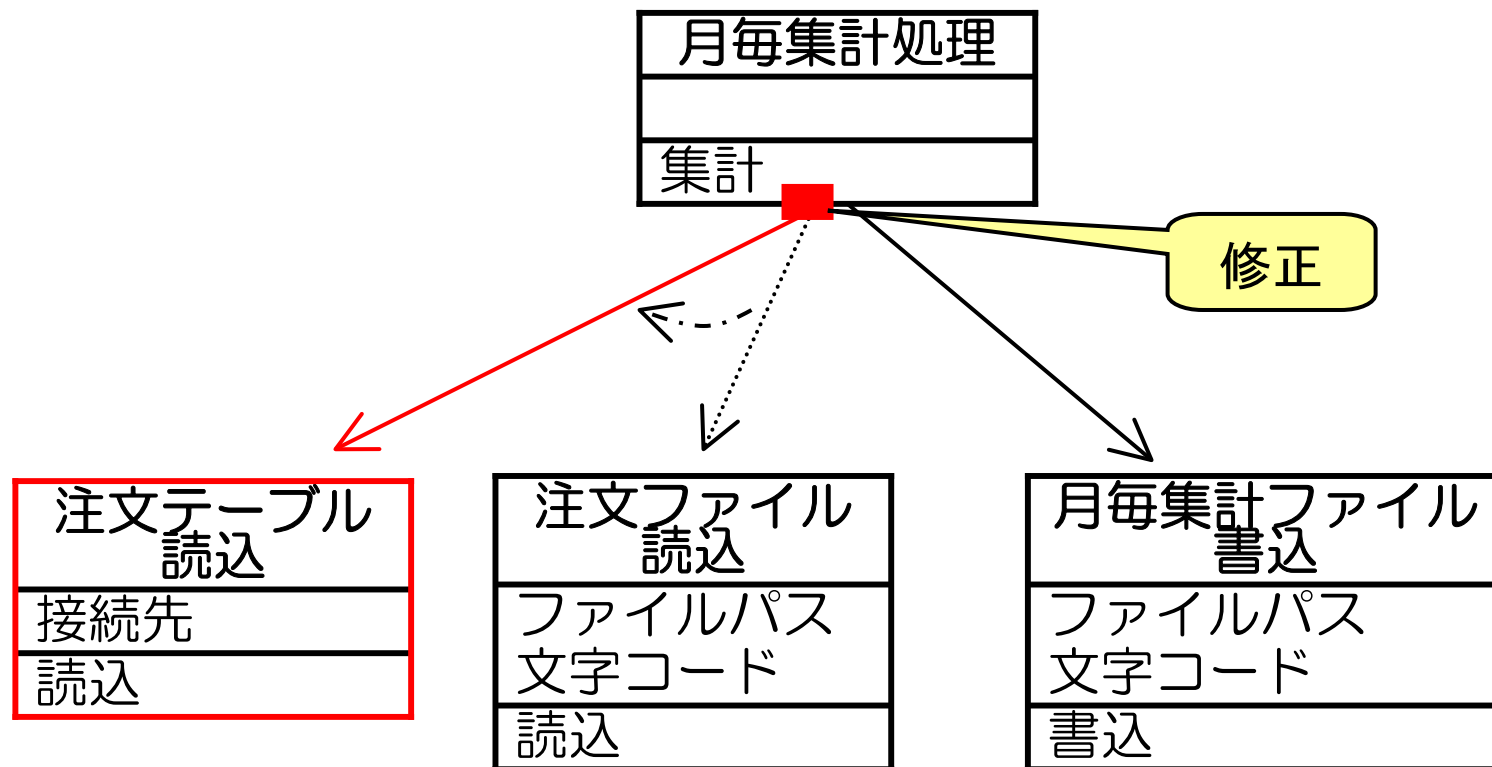 月毎集計処理
集計
修正
注文テーブル
読込
接続先
読込
注文ファイル
読込
ファイルパス
文字コード
読込
月毎集計ファイル
書込
ファイルパス
文字コード
書込